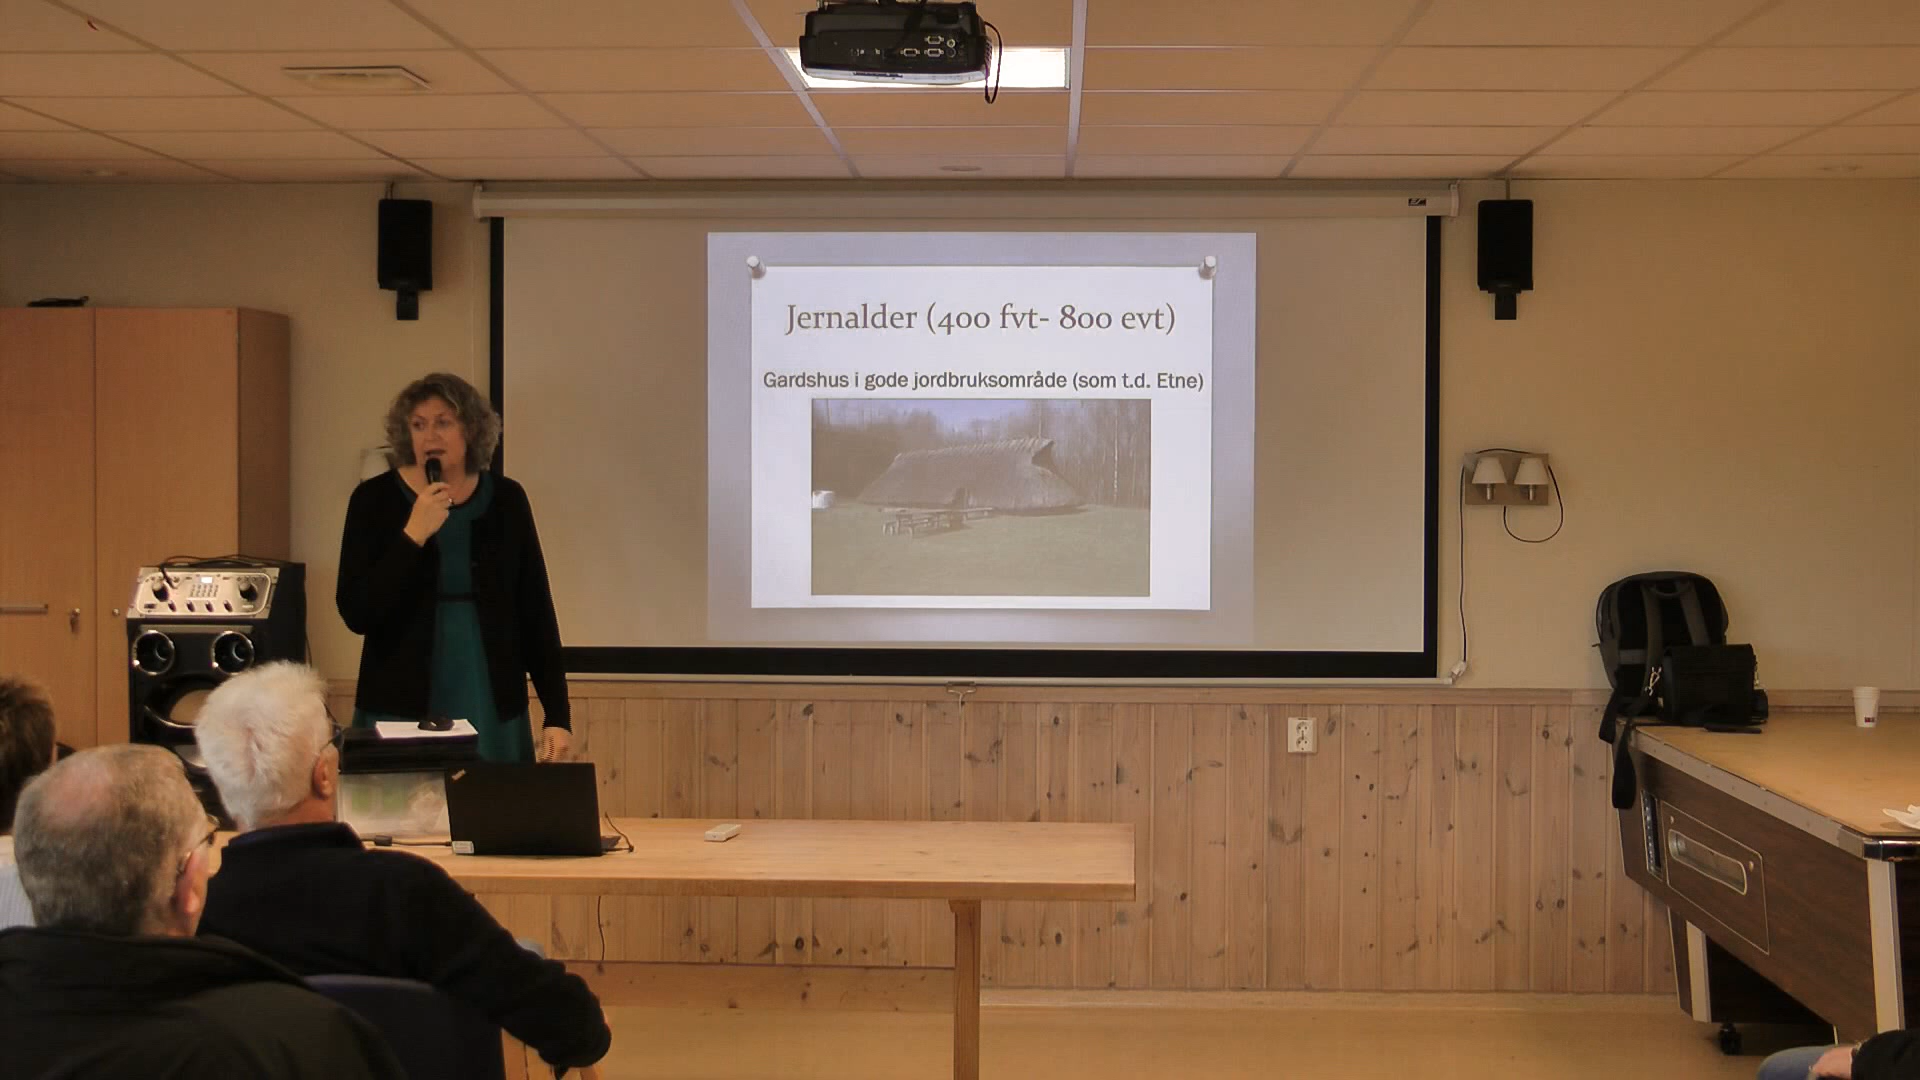 Jernalder (400 fvt- 800 evt)
Gardshus i gode jordbruksområde (som t.d. Etne)